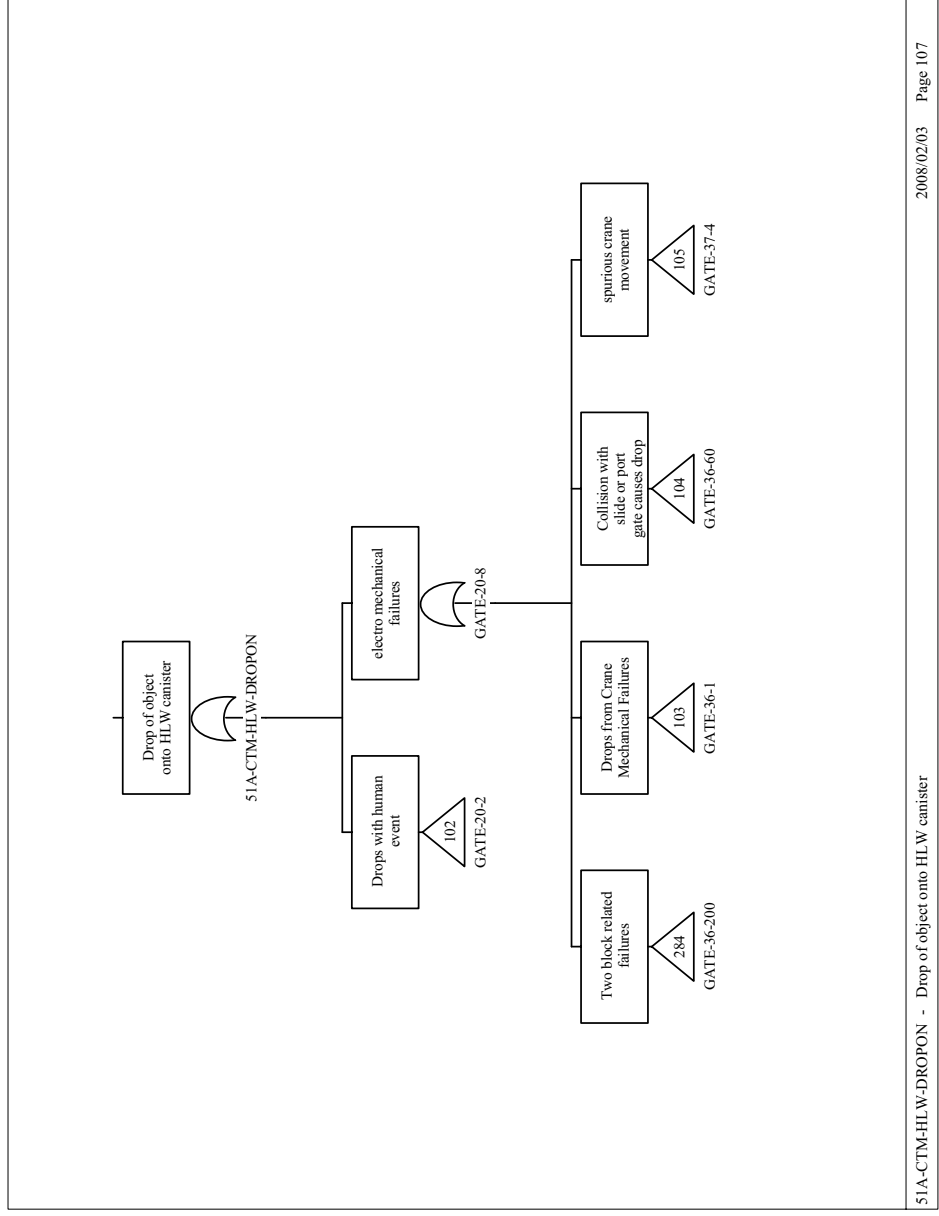 Drop of object
onto HLW canister
51A-CTM-HLW-DROPON
Drops with human
event
102
GATE-20-2
electro mechanical
failures
GATE-20-8
Two block related
failures
284
GATE-36-200
Drops from Crane
Mechanical Failures
103
GATE-36-1
Collision with
slide or port
gate causes drop
104
GATE-36-60
spurious crane
movement
105
GATE-37-4
51A-CTM-HLW-DROPON - Drop of object onto HLW canister
2008/02/03 Page 107